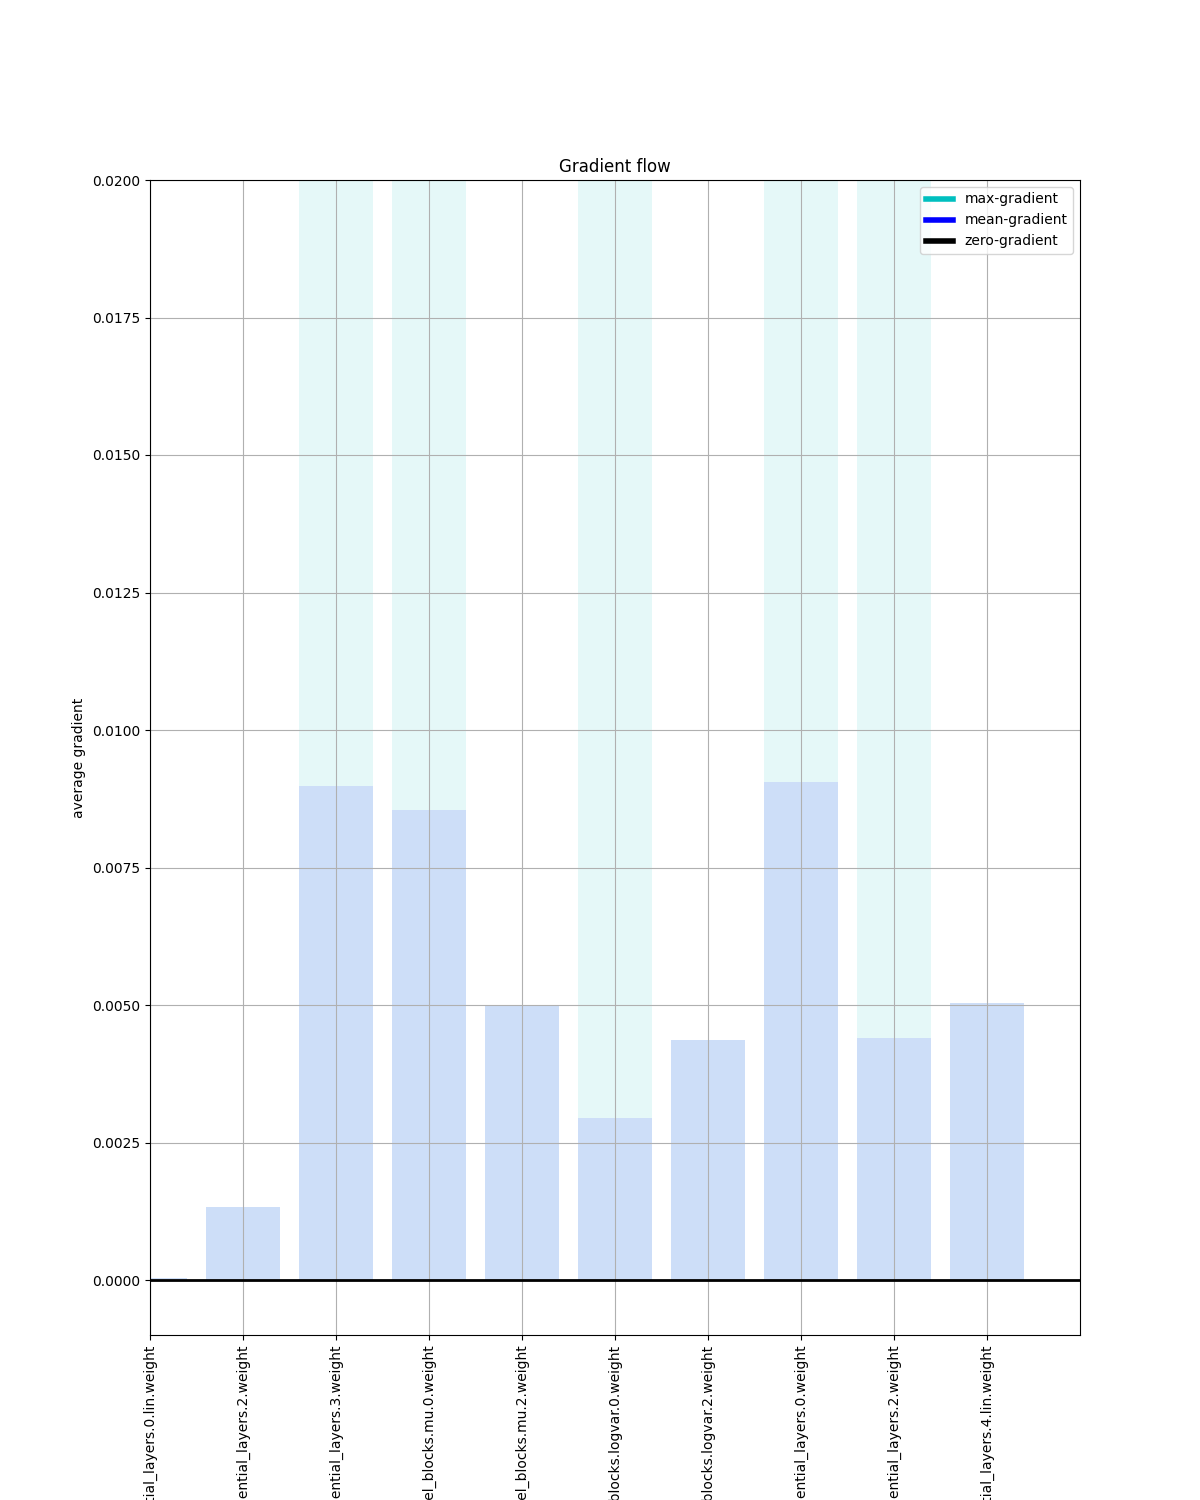 Gradient flow
max-gradient
mean-gradient
zero-gradient
0.0200
0.0175
0.0150
0.0125
0.0100
0.0075
0.0050
0.0025
0.0000
average gradient
tial_layers.0.lin.weight
ential_layers.2.weight
ential_layers.3.weight
el_blocks.mu.0.weight
el_blocks.mu.2.weight
blocks.logvar.0.weight
blocks.logvar.2.weight
ential_layers.0.weight
ential_layers.2.weight
tial_layers.4.lin.weight